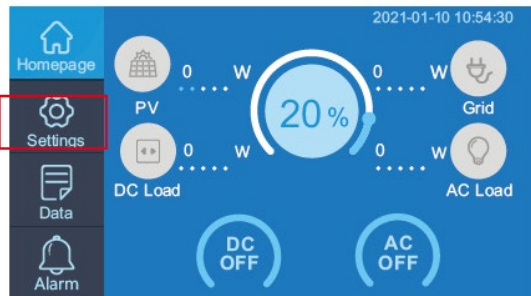 2021-01-10 10:54:30
Homepage
0 W
PV
20%
0 W
Grid
Settings
0 W
DC Load
0 W
AC Load
Data
DC
OFF
AC
OFF
Alarm